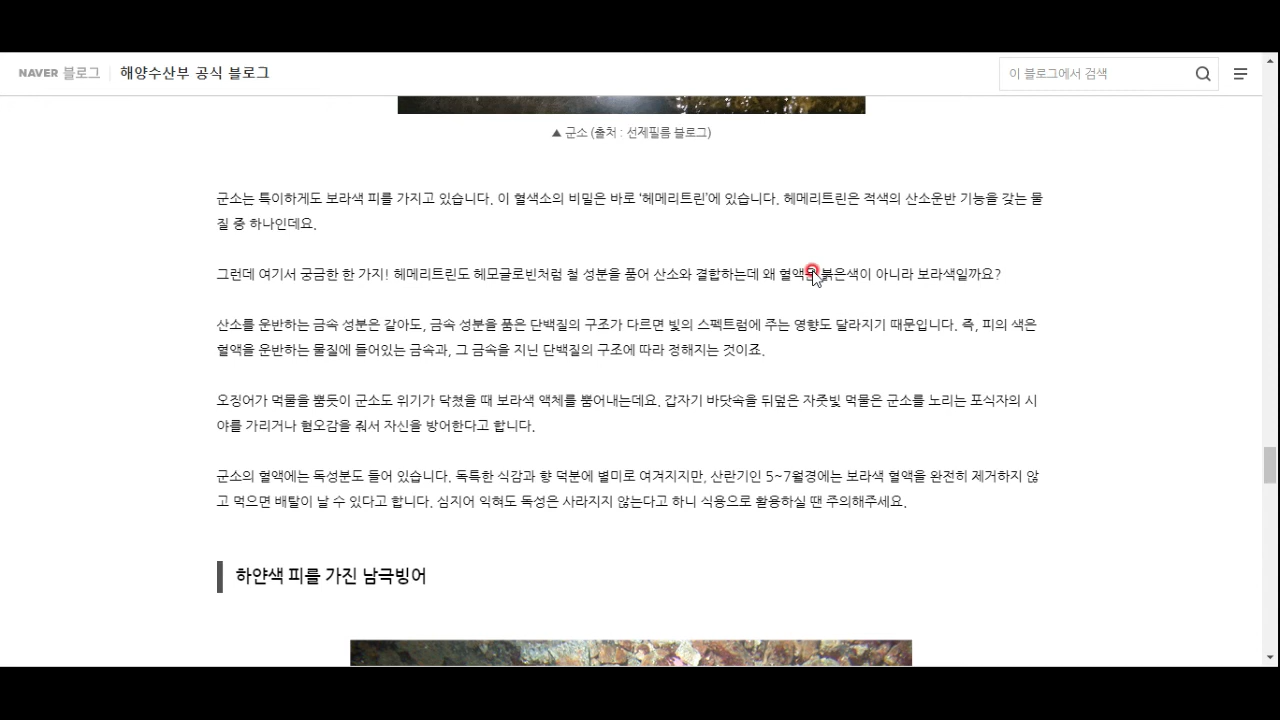 NAVER 블로그 해양수산부 공식 블로그 이 블로그에서 검색
▲ 군소 (출처 : 선제필름 블로그)
군소는 특이하게도 보라색 피를 가지고 있습니다. 이 혈색소의 비밀은 바로 ‘헤메리트린’에 있습니다. 헤메리트린은 적색의 산소운반 기능을 갖는 물
질 중 하나인데요.
그런데 여기서 궁금한 한 가지! 헤메리트린도 헤모글로빈처럼 철 성분을 품어 산소와 결합하는데 왜 혈액 붉은색이 아니라 보라색일까요?
산소를 운반하는 금속 성분은 같아도, 금속 성분을 품은 단백질의 구조가 다르면 빛의 스펙트럼에 주는 영향도 달라지기 때문입니다. 즉, 피의 색은
혈액을 운반하는 물질에 들어있는 금속과, 그 금속을 지닌 단백질의 구조에 따라 정해지는 것이죠.
오징어가 먹물을 뿜듯이 군소도 위기가 닥쳤을 때 보라색 액체를 뿜어내는데요. 갑자기 바닷속을 뒤덮은 자줏빛 먹물은 군소를 노리는 포식자의 시
야를 가리거나 혐오감을 줘서 자신을 방어한다고 합니다.
군소의 혈액에는 독성분도 들어 있습니다. 독특한 식감과 향 덕분에 별미로 여겨지지만, 산란기인 5~7월경에는 보라색 혈액을 완전히 제거하지 않
고 먹으면 배탈이 날 수 있다고 합니다. 심지어 익혀도 독성은 사라지지 않는다고 하니 식용으로 활용하실 땐 주의해주세요.
하얀색 피를 가진 남극빙어